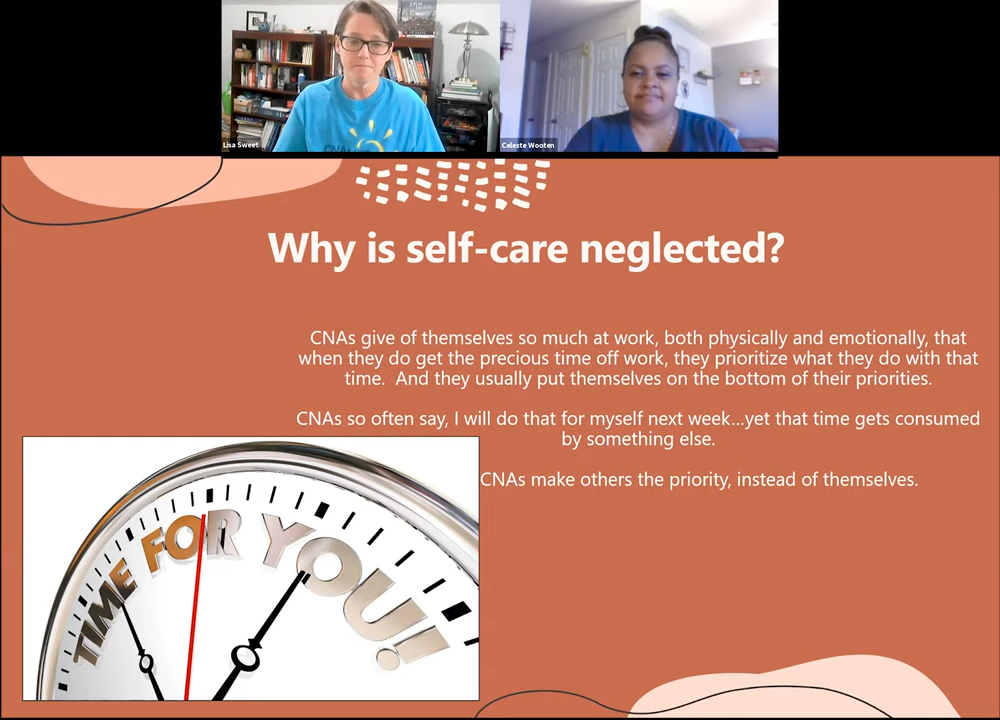 Lisa Sweet
Celeste Wooten
Why is self-care neglected?
CNAs give of themselves so much at work, both physically and emotionally, that
when they do get the precious time off work, they prioritize what they do with that
time.  And they usually put themselves on the bottom of their priorities.
CNAs so often say, I will do that for myself next week...yet that time gets consumed
by something else.
CNAs make others the priority, instead of themselves.
TIME FOR YOU!